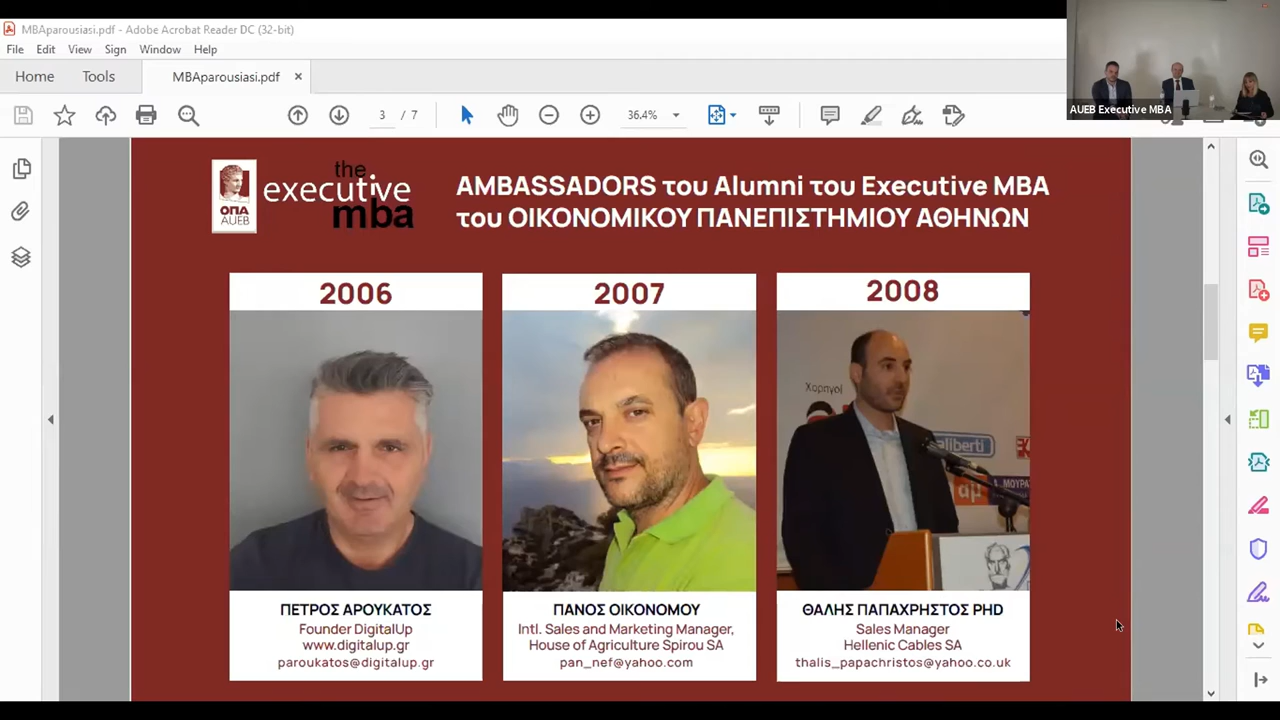 MBAparousiasi.pdf - Adobe Acrobat Reader DC (32-bit)
File Edit View Sign Window Help
Home Tools MBAparousiasi.pdf ×
3 / 7 36.4%
AUEB Executive MBA
ΟΠΑ
AUEB
the
executive
mba
AMBASSADORS του Alumni του Executive MBA
του ΟΙΚΟΝΟΜΙΚΟΥ ΠΑΝΕΠΙΣΤΗΜΙΟΥ ΑΘΗΝΩΝ
2006
ΠΕΤΡΟΣ ΑΡΟΥΚΑΤΟΣ
Founder DigitalUp
www.digitalup.gr
paroukatos@digitalup.gr
2007
ΠΑΝΟΣ ΟΙΚΟΝΟΜΟΥ
Intl. Sales and Marketing Manager,
House of Agriculture Spirou SA
pan_nef@yahoo.com
2008
Χορηγοί
aliberti
αμ
Δ. ΜΟΥΡΑ
ΘΑΛΗΣ ΠΑΠΑΧΡΗΣΤΟΣ PHD
Sales Manager
Hellenic Cables SA
thalis_papachristos@yahoo.co.uk